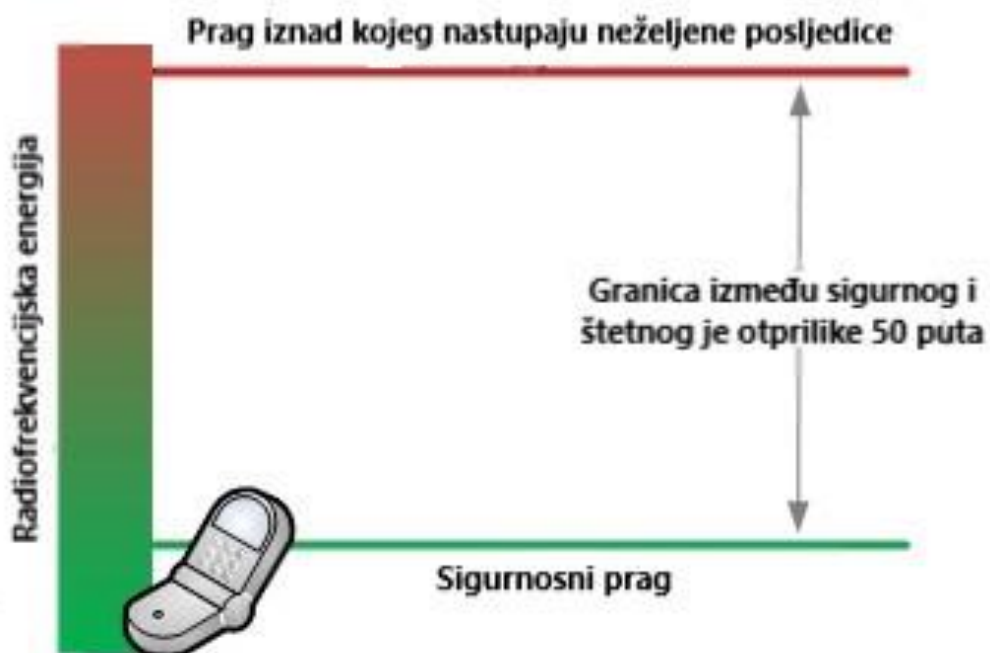 Prag iznad kojeg nastupaju neželjene posljedice
Radiofrekvencijska energija
Granica između sigurnog i
štetnog je otprilike 50 puta
Sigurnosni prag